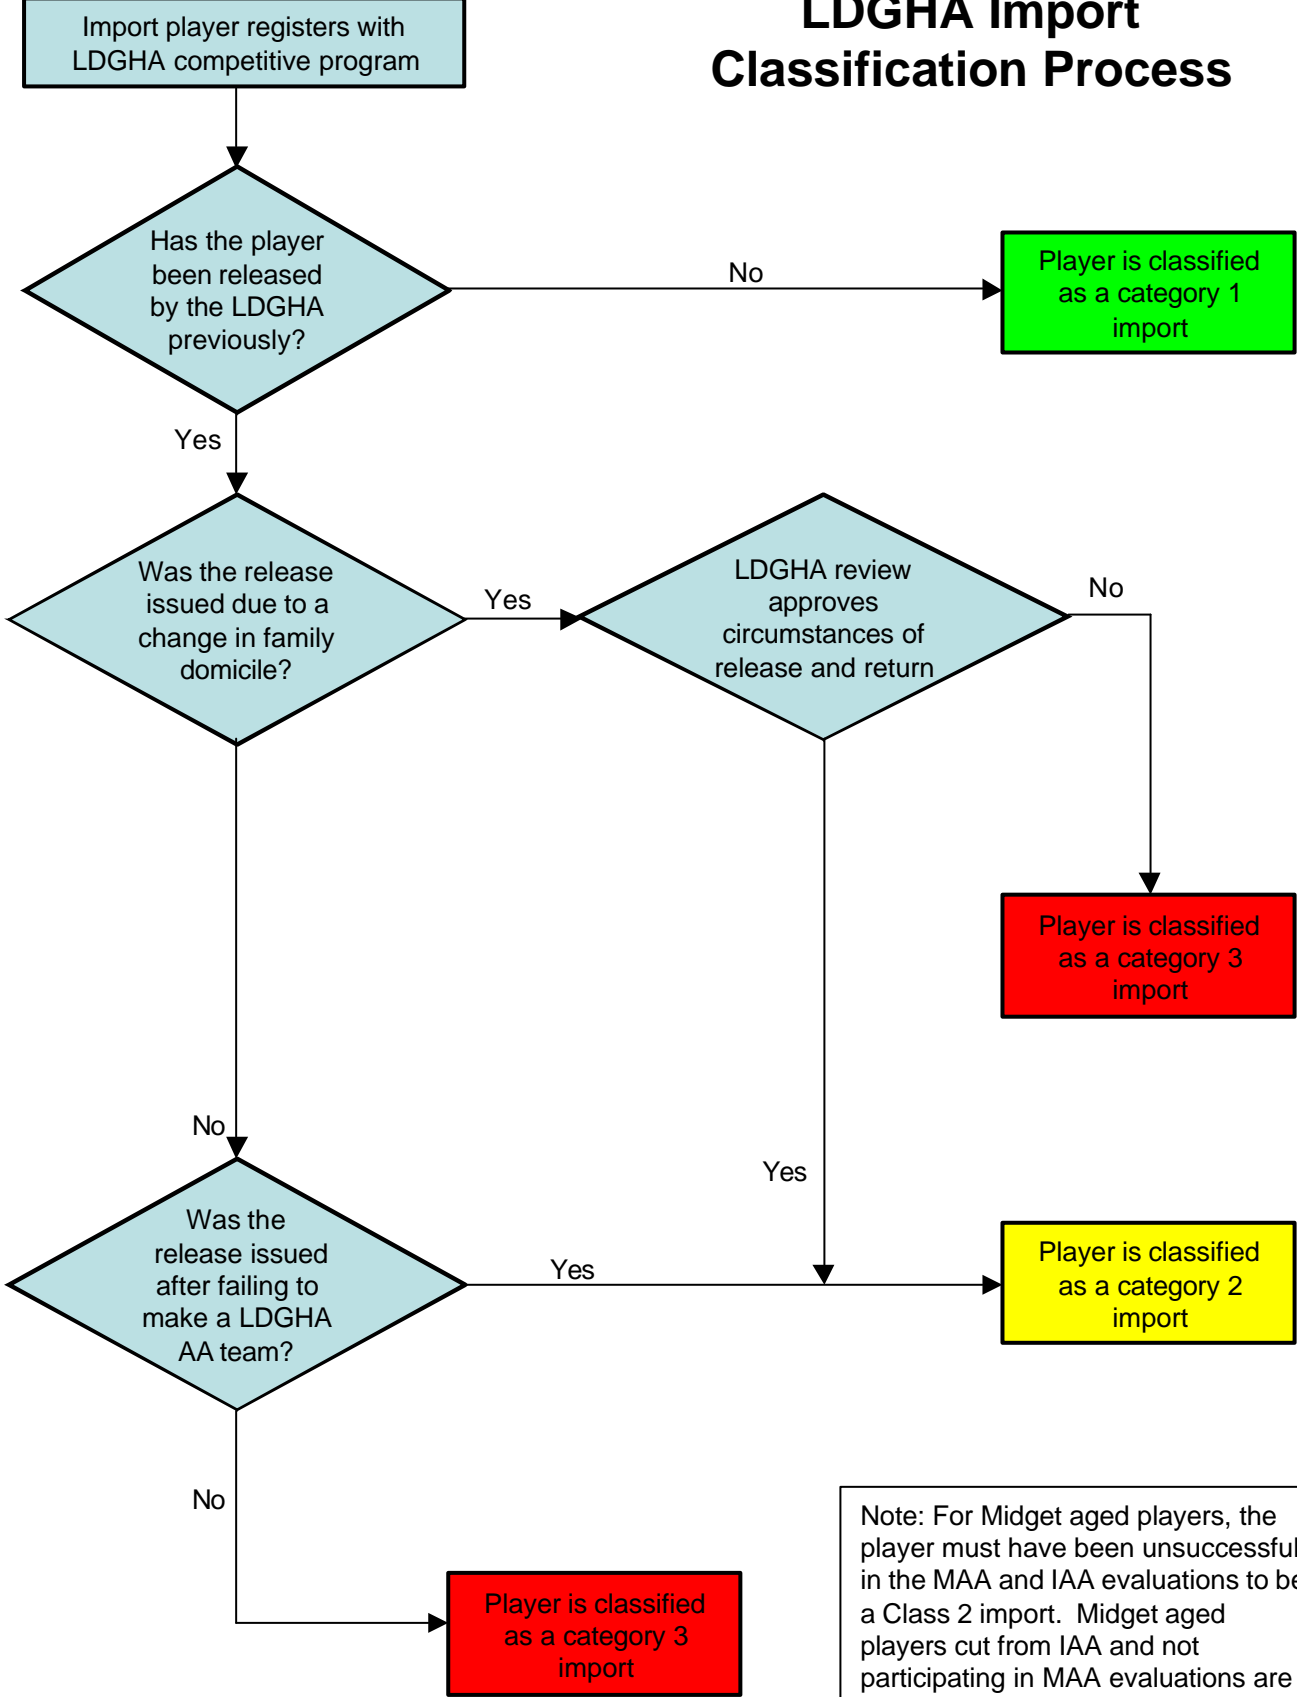 LDGHA Import
Classification Process
Import player registers with
LDGHA competitive program
Has the player
been released
by the LDGHA
previously?
No
Player is classified
as a category 1
import
Yes
Was the release
issued due to a
change in family
domicile?
Yes
LDGHA review
approves
circumstances of
release and return
No
Player is classified
as a category 3
import
No
Yes
Was the
release issued
after failing to
make a LDGHA
AA team?
Yes
Player is classified
as a category 2
import
No
Player is classified
as a category 3
import
Note: For Midget aged players, the
player must have been unsuccessful
in the MAA and IAA evaluations to be
a Class 2 import. Midget aged
players cut from IAA and not
participating in MAA evaluations are